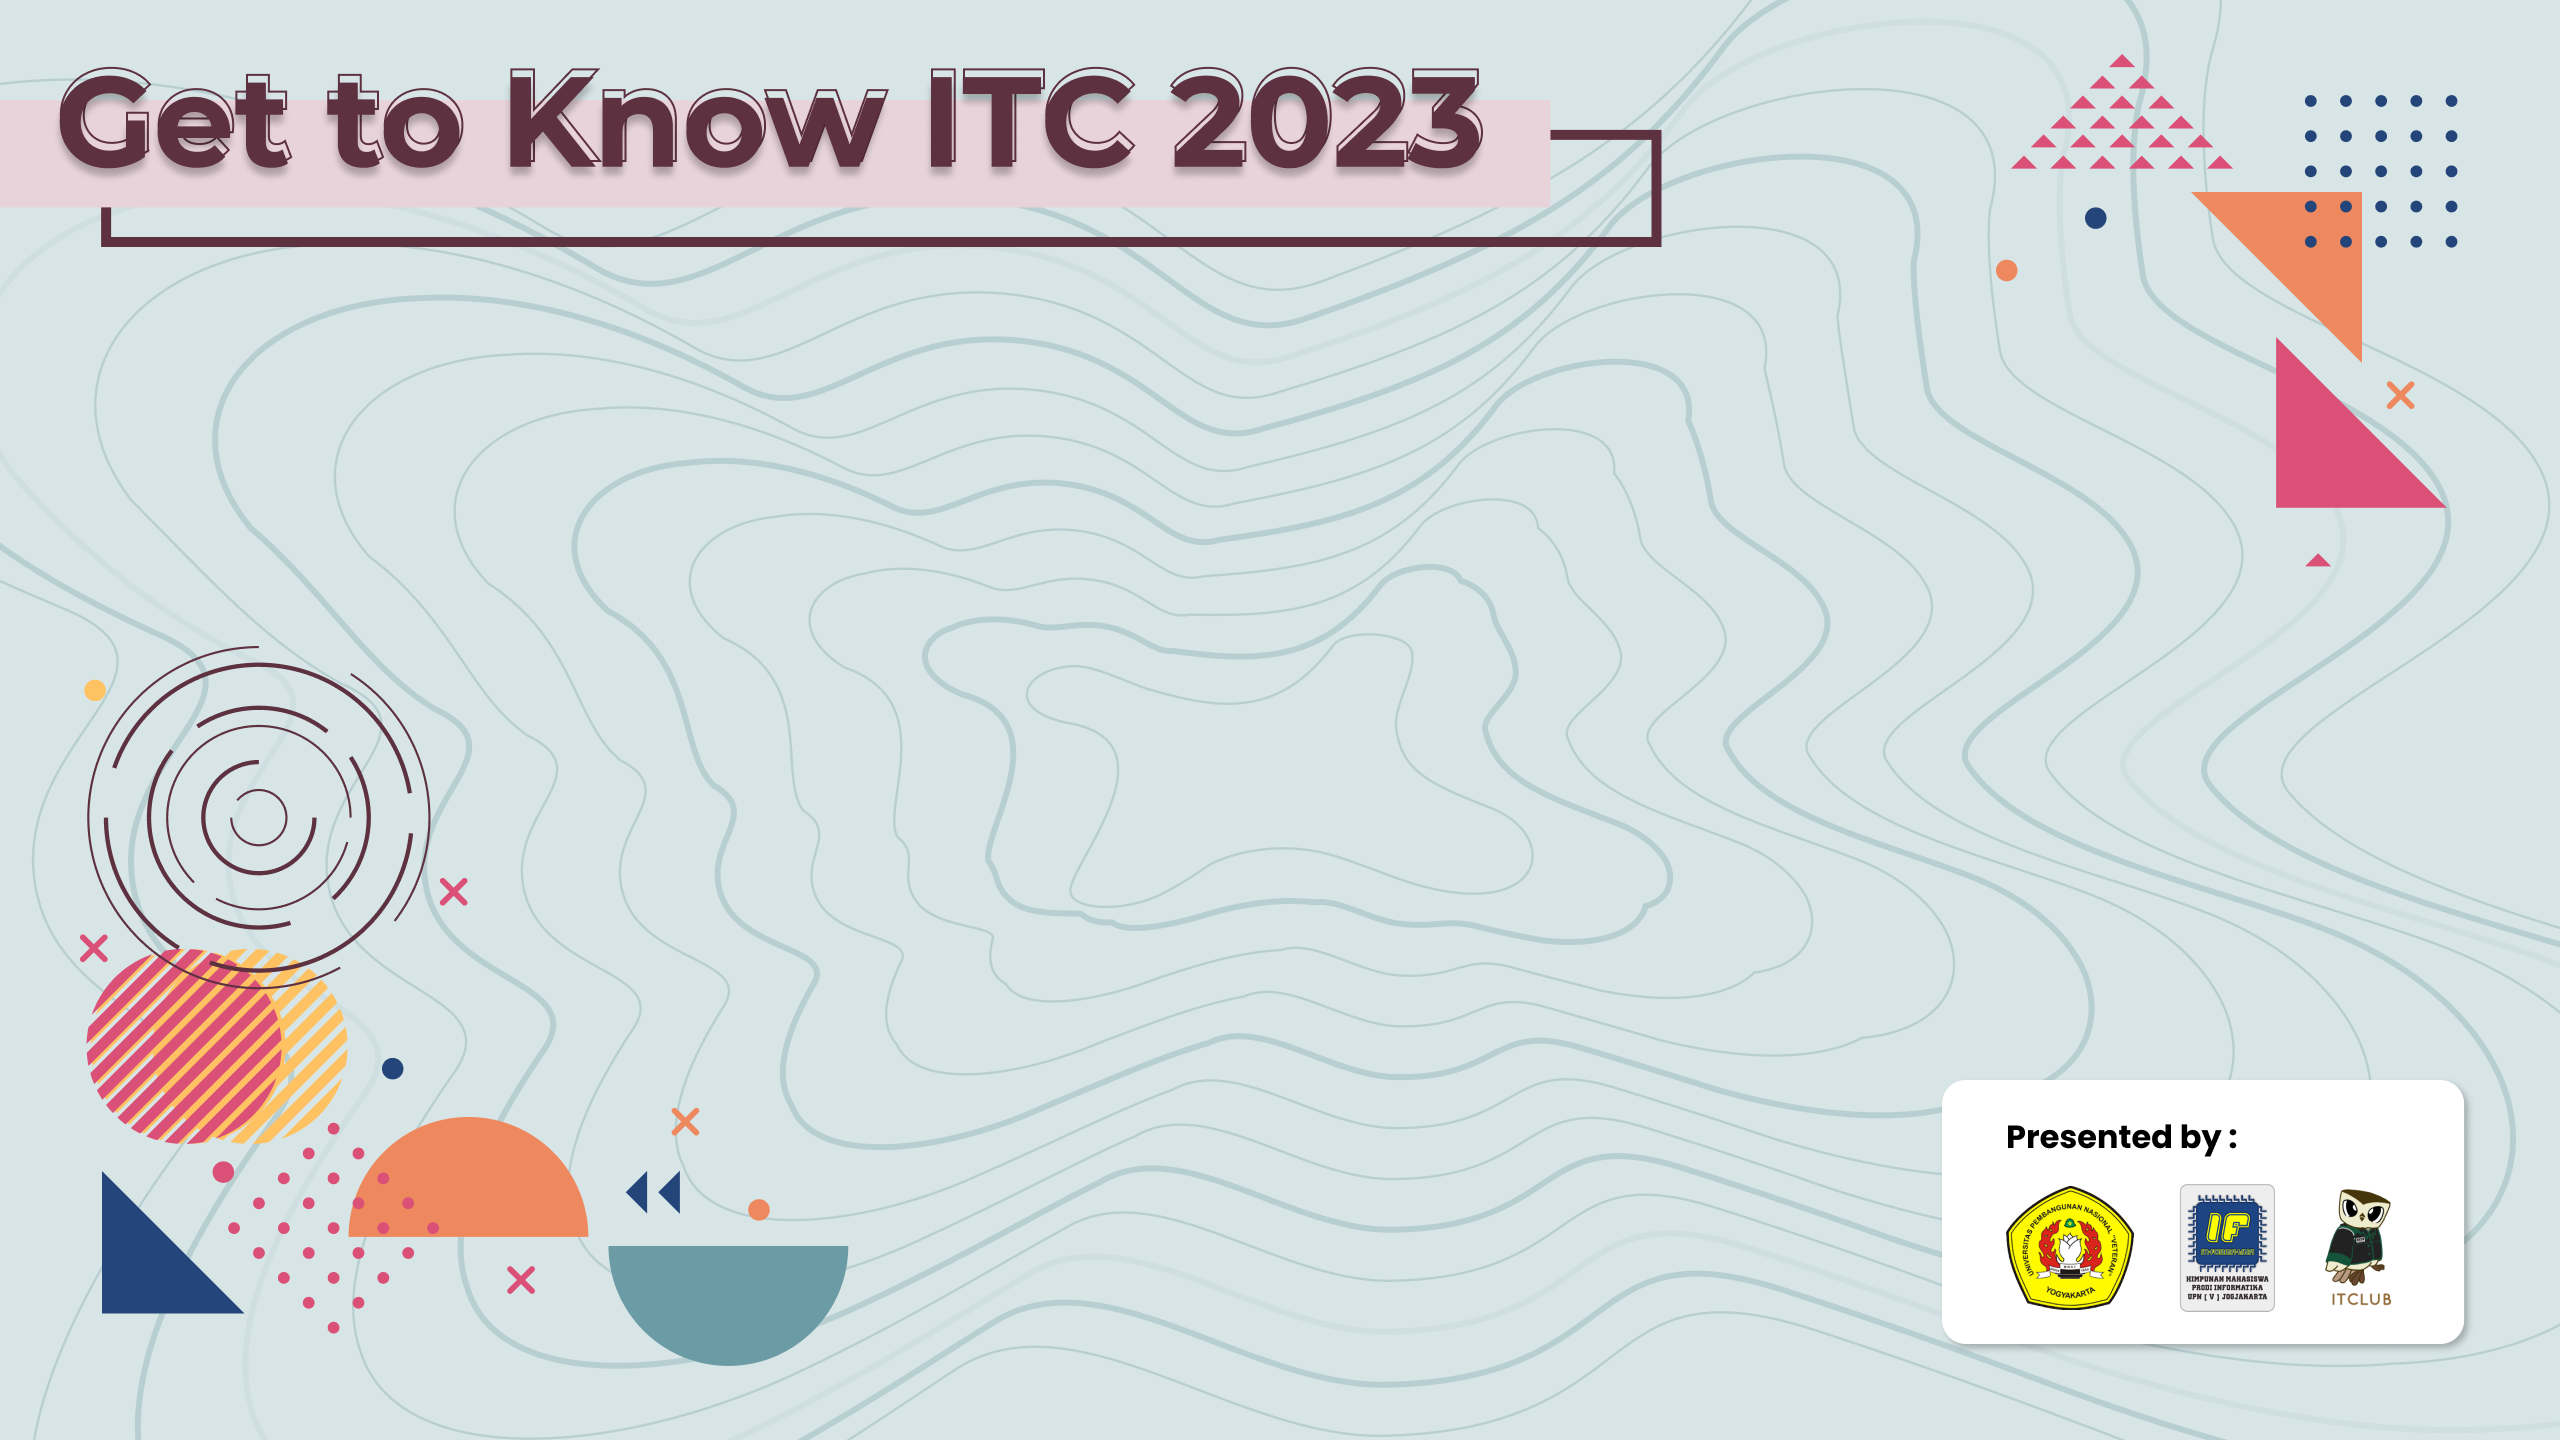 Get to Know ITC 2023
Presented by :
UNIVERSITAS PEMBANGUNAN NASIONAL "VETERAN"
YOGYAKARTA
IF
INFORMATIKA
HIMPUNAN MAHASISWA
PRODI INFORMATIKA
UPN ( V ) JOGJAKARTA
ITCLUB